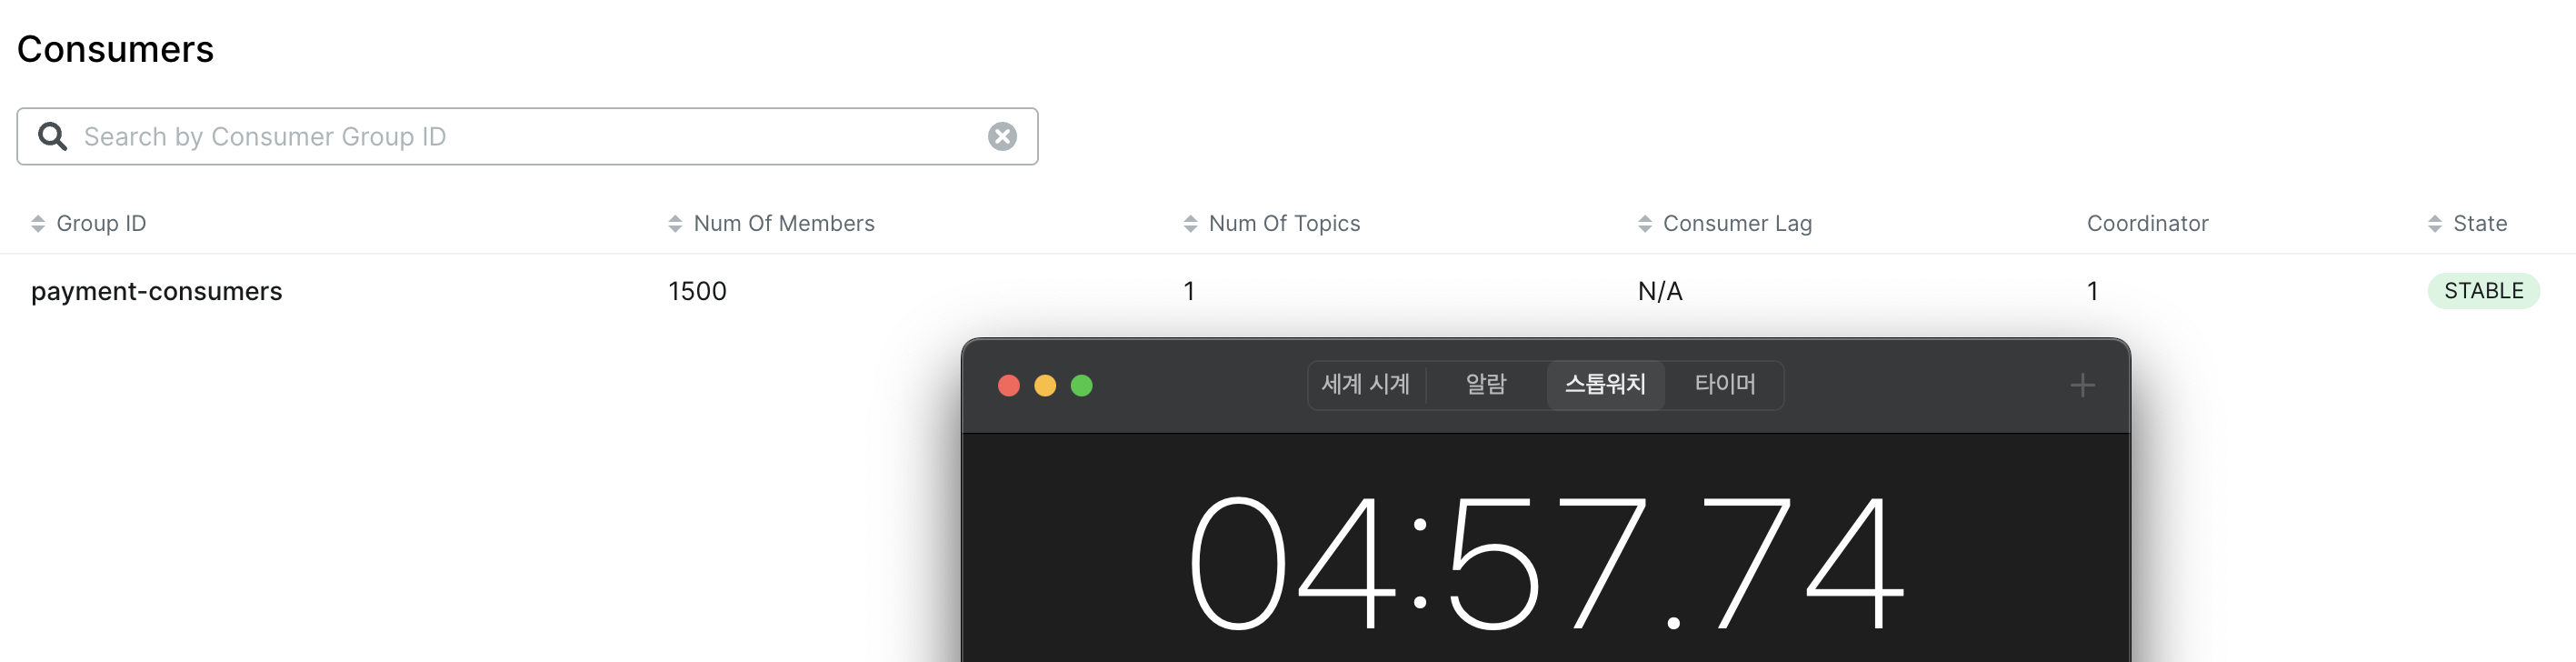 Consumers
Search by Consumer Group ID
Group ID Num Of Members Num Of Topics Consumer Lag Coordinator State
payment-consumers 1500 1 N/A 1 STABLE
세계 시계 알람 스톱워치 타이머
04:57.74